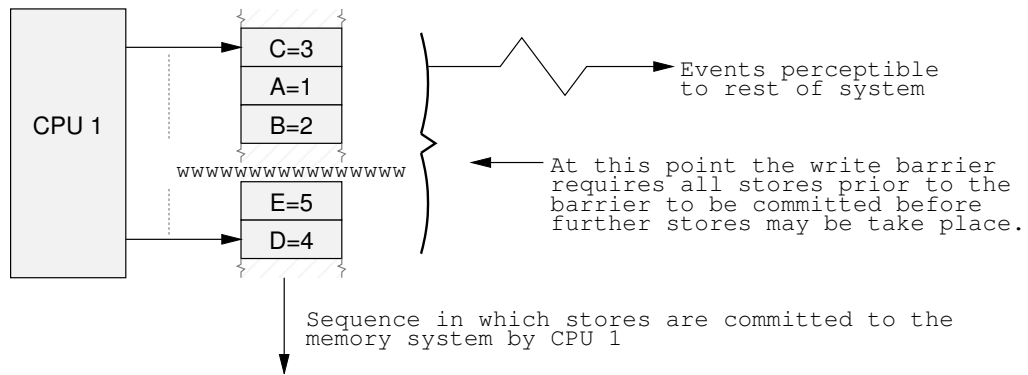 C=3
A=1
B=2
CPU 1
wwwwwwwwwwwwwwww
E=5
D=4
Events perceptible
to rest of system
At this point the write barrier
requires all stores prior to the
barrier to be committed before
further stores may be take place.
Sequence in which stores are committed to the
memory system by CPU 1